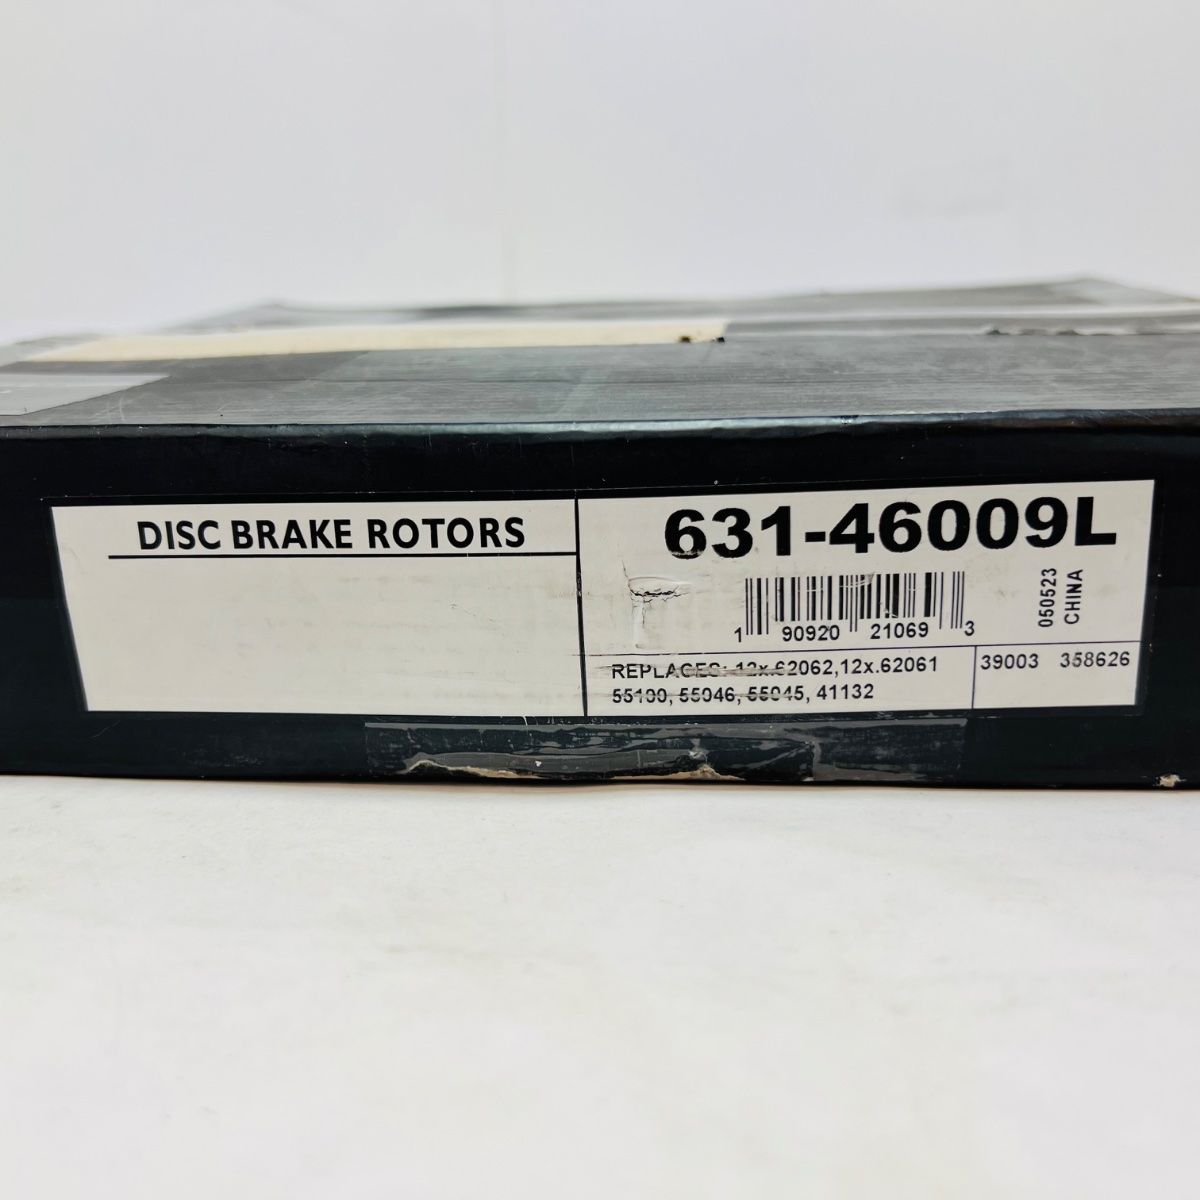 DISC BRAKE ROTORS
631-46009L
050523
CHINA
1 90920 21069 3
REPLACES: 12x.62062,12x.62061
55100, 55046, 55045, 41132
39003 358626